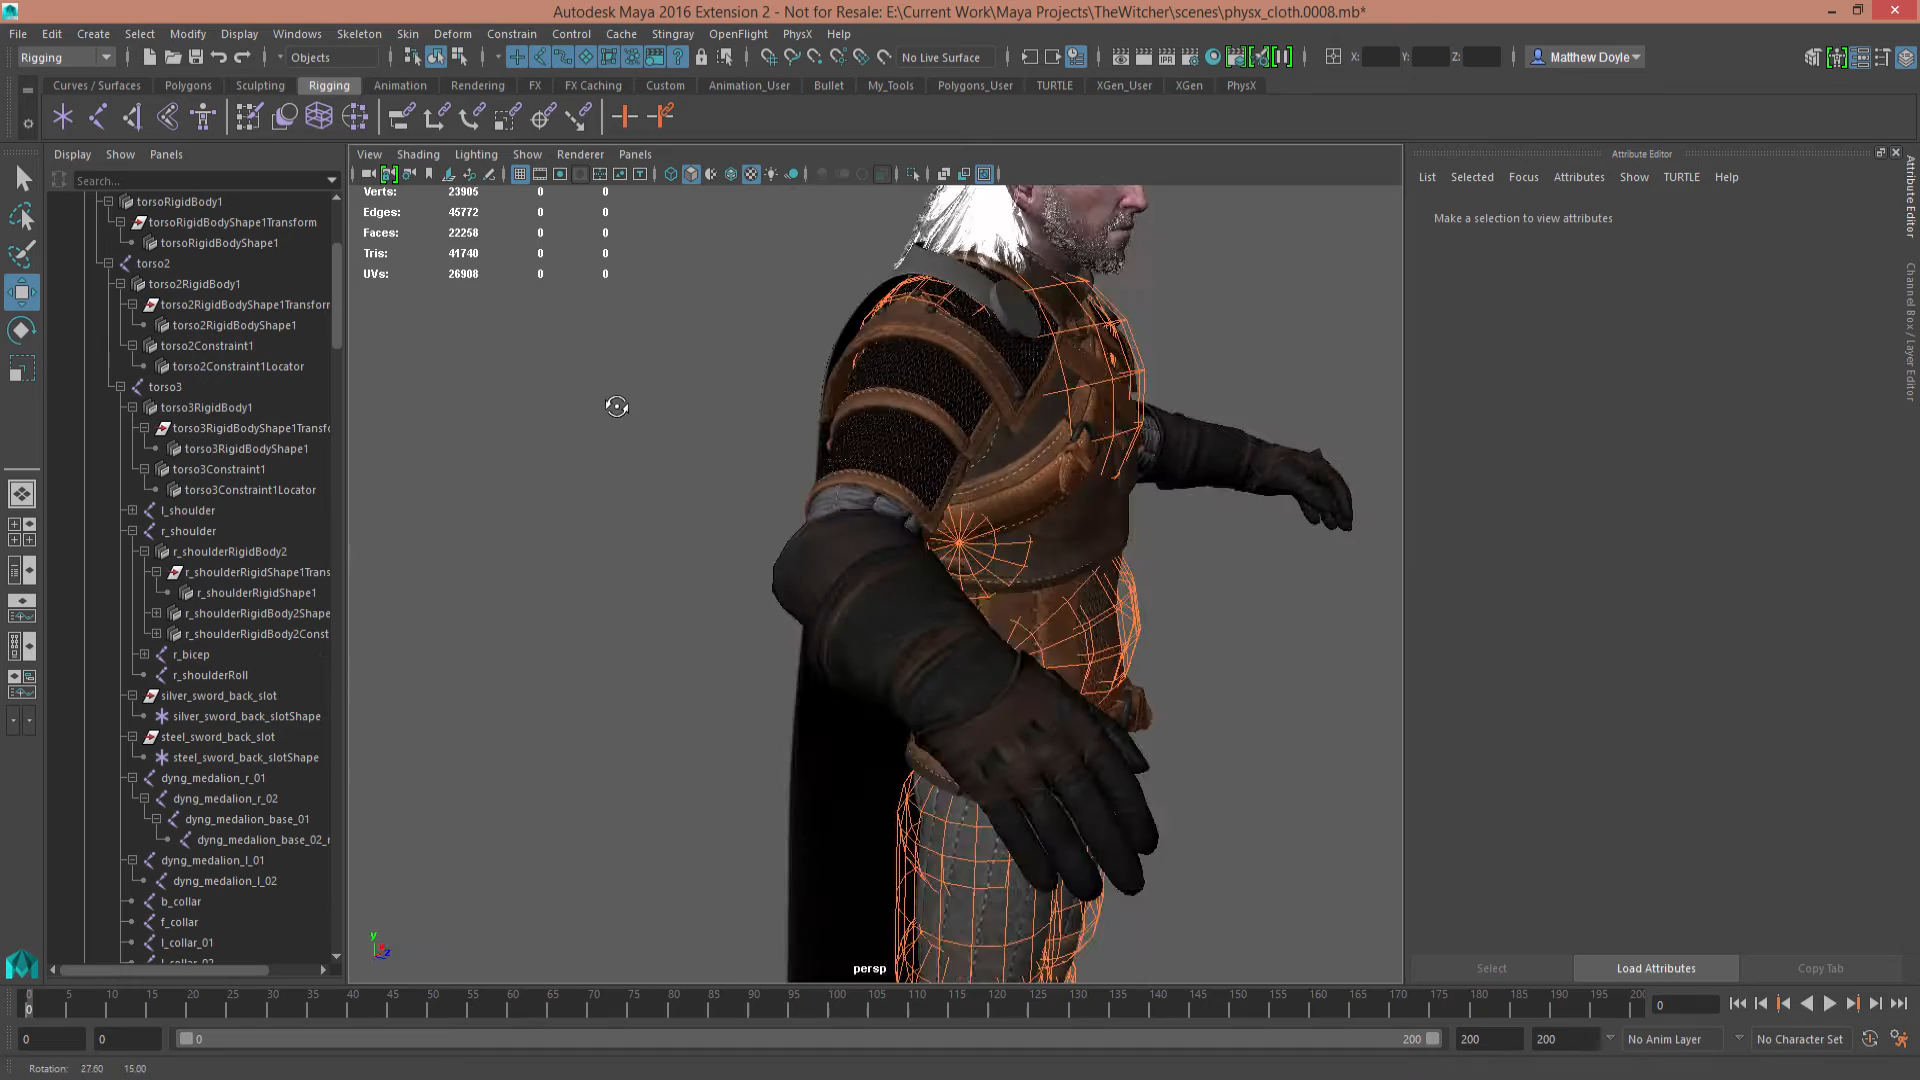 Autodesk Maya 2016 Extension 2 - Not for Resale: E:\Current Work\Maya Projects\TheWitcher\scenes\physx_cloth.0008.mb*
File Edit Create Select Modify Display Windows Skeleton Skin Deform Constrain Control Cache Stingray OpenFlight PhysX Help
Rigging Objects No Live Surface X: Y: Z: Matthew Doyle
Curves / Surfaces Polygons Sculpting Rigging Animation Rendering FX FX Caching Custom Animation_User Bullet My_Tools Polygons_User TURTLE XGen_User XGen PhysX
Display Show Panels
Search...
torsoRigidBody1
torsoRigidBodyShape1Transform
torsoRigidBodyShape1
torso2
torso2RigidBody1
torso2RigidBodyShape1Transforr
torso2RigidBodyShape1
torso2Constraint1
torso2Constraint1Locator
torso3
torso3RigidBody1
torso3RigidBodyShape1Transfo
torso3RigidBodyShape1
torso3Constraint1
torso3Constraint1Locator
l_shoulder
r_shoulder
r_shoulderRigidBody2
r_shoulderRigidShape1Trans
r_shoulderRigidShape1
r_shoulderRigidBody2Shape
r_shoulderRigidBody2Const
r_bicep
r_shoulderRoll
silver_sword_back_slot
silver_sword_back_slotShape
steel_sword_back_slot
steel_sword_back_slotShape
dyng_medalion_r_01
dyng_medalion_r_02
dyng_medalion_base_01
dyng_medalion_base_02_r
dyng_medalion_l_01
dyng_medalion_l_02
b_collar
f_collar
l_collar_01
View Shading Lighting Show Renderer Panels
Verts: 23905 0 0
Edges: 45772 0 0
Faces: 22258 0 0
Tris: 41740 0 0
UVs: 26908 0 0
y
z
persp
Attribute Editor
List Selected Focus Attributes Show TURTLE Help
Make a selection to view attributes
Attribute Editor
Channel Box / Layer Editor
Select Load Attributes Copy Tab
0 5 10 15 20 25 30 35 40 45 50 55 60 65 70 75 80 85 90 95 100 105 110 115 120 125 130 135 140 145 150 155 160 165 170 175 180 185 190 195 200
0 0
0 0 0 200 200 200 No Anim Layer No Character Set
Rotation: 27.60 15.00